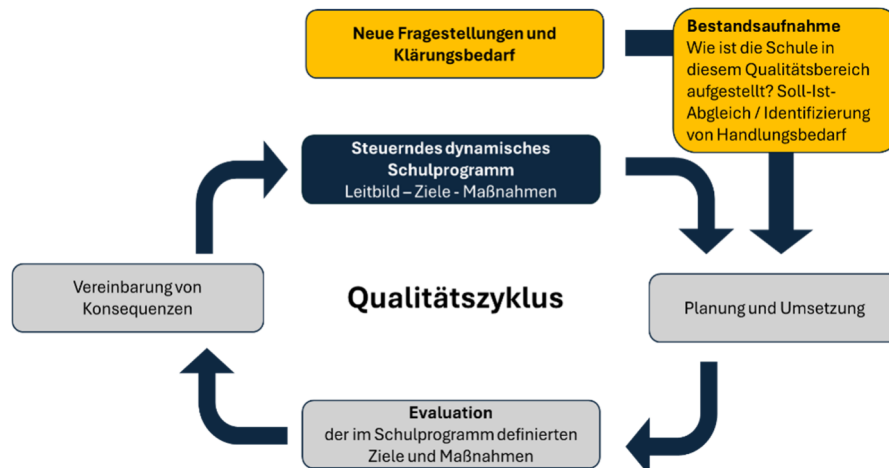 Neue Fragestellungen und
Klärungsbedarf
Bestandsaufnahme
Wie ist die Schule in
diesem Qualitätsbereich
aufgestellt? Soll-Ist-
Abgleich / Identifizierung
von Handlungsbedarf
Steuerndes dynamisches
Schulprogramm
Leitbild – Ziele - Maßnahmen
Vereinbarung von
Konsequenzen
Qualitätszyklus
Planung und Umsetzung
Evaluation
der im Schulprogramm definierten
Ziele und Maßnahmen